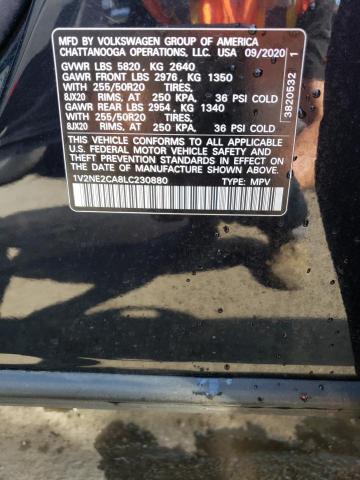 MFD BY VOLKSWAGEN GROUP OF AMERICA
CHATTANOOGA OPERATIONS, LLC. USA 09/2020
GVWR LBS 5820 , KG 2640
GAWR FRONT LBS 2976 , KG 1350
WITH 255/50R20 TIRES,
8JX20 RIMS, AT 250 KPA, 36 PSI COLD
GAWR REAR LBS 2954 , KG 1340
WITH 255/50R20 TIRES,
8JX20 RIMS, AT 250 KPA, 36 PSI COLD
THIS VEHICLE CONFORMS TO ALL APPLICABLE
U.S. FEDERAL MOTOR VEHICLE SAFETY
STANDARDS IN EFFECT ON THE
DATE OF MANUFACTURE SHOWN ABOVE
1V2NE2CA8LC230880 TYPE: MPV
3820532 1